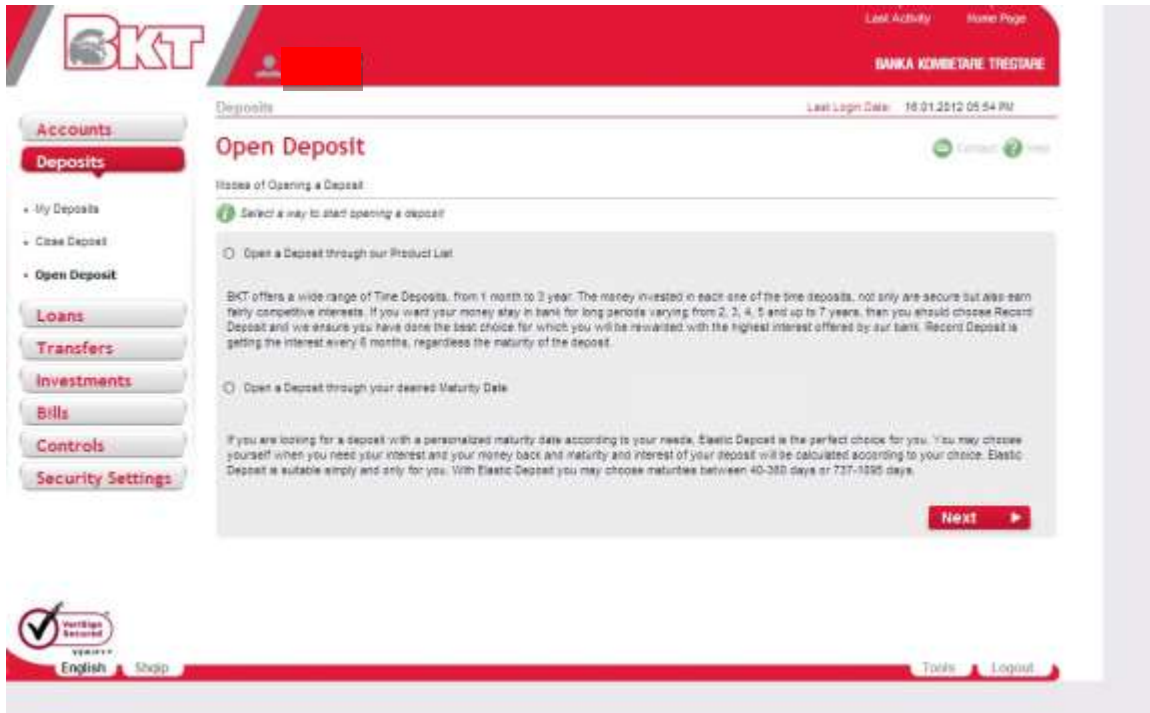 BKT
Last Activity Home Page
BANKA KOMBETARE TREGTARE
Deposits
Last Login Date: 16.01.2012 05:54 PM
Accounts
Deposits
My Deposits
Close Deposit
Open Deposit
Loans
Transfers
Investments
Bills
Controls
Security Settings
Open Deposit
Contact Help
Modes of Opening a Deposit
Select a way to start opening a deposit
Open a Deposit through our Product List
BKT offers a wide range of Time Deposits, from 1 month to 3 year. The money invested in each one of the time deposits, not only are secure but also earn
fairly competitive interests. If you want your money stay in bank for long periods varying from 2, 3, 4, 5 and up to 7 years, than you should choose Record
Deposit and we ensure you have done the best choice for which you will be rewarded with the highest interest offered by our bank. Record Deposit is
getting the interest every 6 months, regardless the maturity of the deposit.
Open a Deposit through your desired Maturity Date
If you are looking for a deposit with a personalized maturity date according to your needs, Elastic Deposit is the perfect choice for you. You may choose
yourself when you need your interest and your money back and maturity and interest of your deposit will be calculated according to your choice. Elastic
Deposit is suitable simply and only for you. With Elastic Deposit you may choose maturities between 40-360 days or 737-1095 days.
Next
VeriSign
Secured
VERIFY
English Shqip
Tools Logout